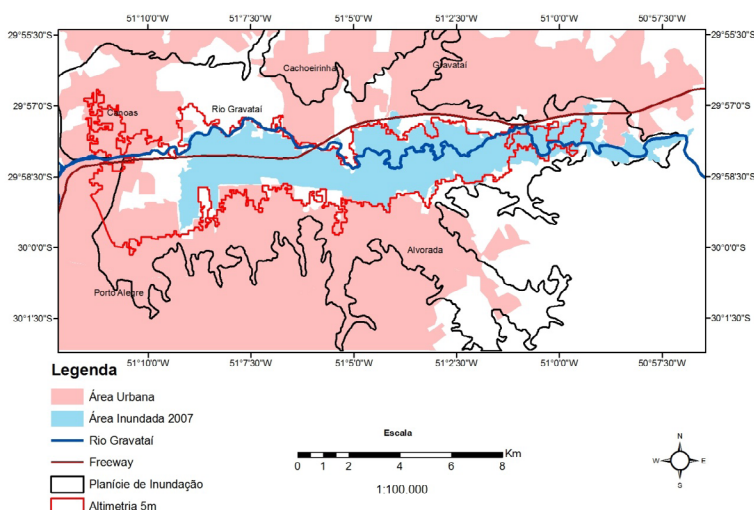 51°10'0"W 51°7'30"W 51°5'0"W 51°2'30"W 51°0'0"W 50°57'30"W
29°55'30"S 29°55'30"S
Cachoeirinha Gravataí
29°57'0"S Canoas Rio Gravataí 29°57'0"S
29°58'30"S 29°58'30"S
30°0'0"S Alvorada 30°0'0"S
Porto Alegre
30°1'30"S 30°1'30"S
51°10'0"W 51°7'30"W 51°5'0"W 51°2'30"W 51°0'0"W 50°57'30"W
Legenda
Área Urbana
Área Inundada 2007
Rio Gravataí
Freeway
Planície de Inundação
Altimetria 5m
Escala
Km
0 1 2 4 6 8
1:100.000
N
W E
S